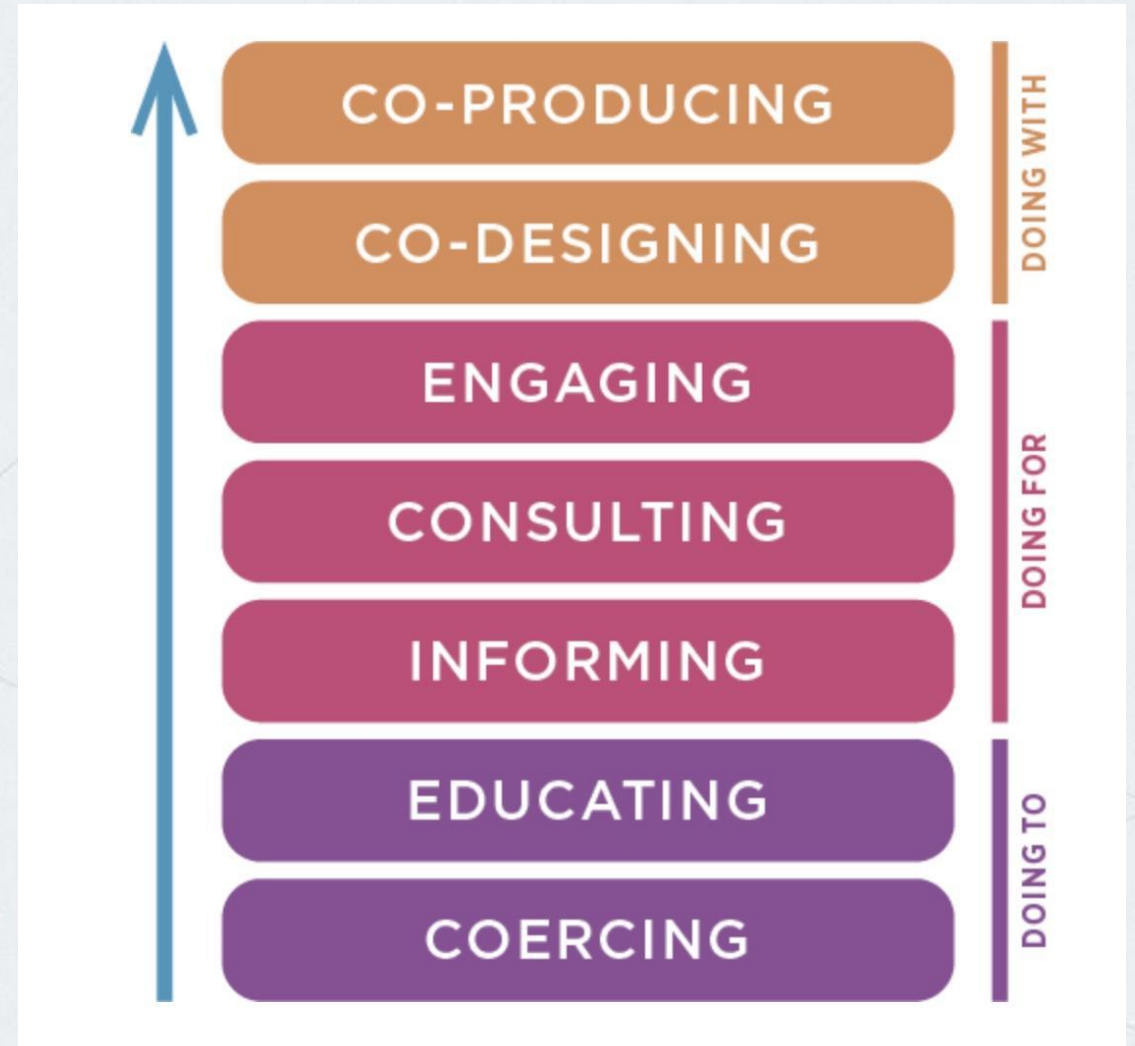 CO-PRODUCING
CO-DESIGNING
DOING WITH
ENGAGING
CONSULTING
INFORMING
DOING FOR
EDUCATING
COERCING
DOING TO